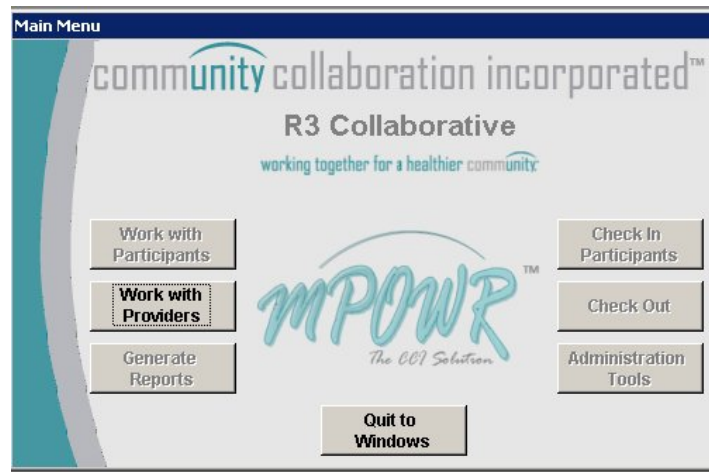 Main Menu
community collaboration incorporated™
R3 Collaborative
working together for a healthier community
Work with
Participants
Check In
Participants
Work with
Providers
mPOWR™
The CCI Solution
Check Out
Generate
Reports
Administration
Tools
Quit to
Windows